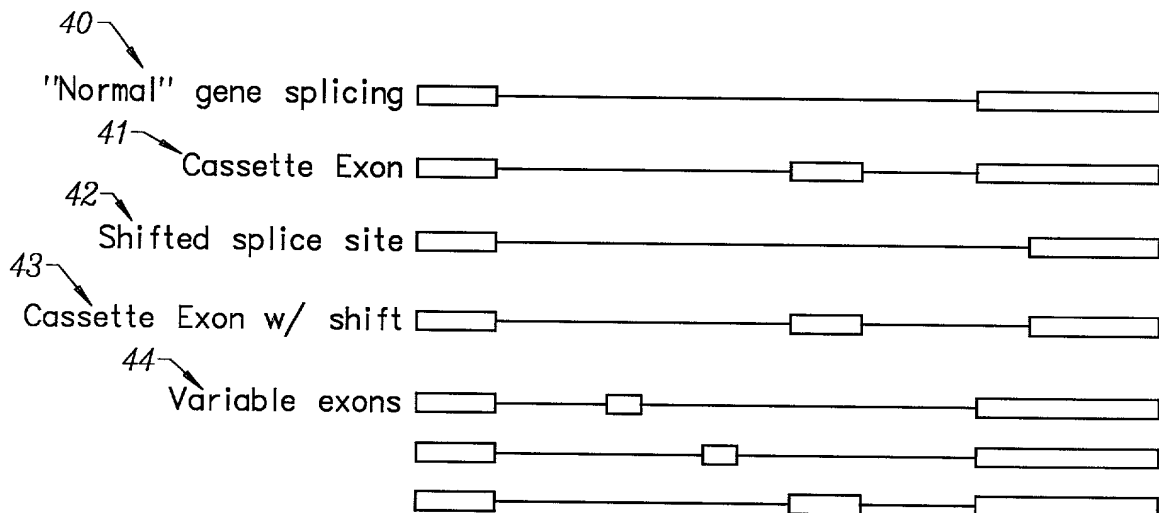 40
"Normal" gene splicing
41
Cassette Exon
42
Shifted splice site
43
Cassette Exon w/ shift
44
Variable exons